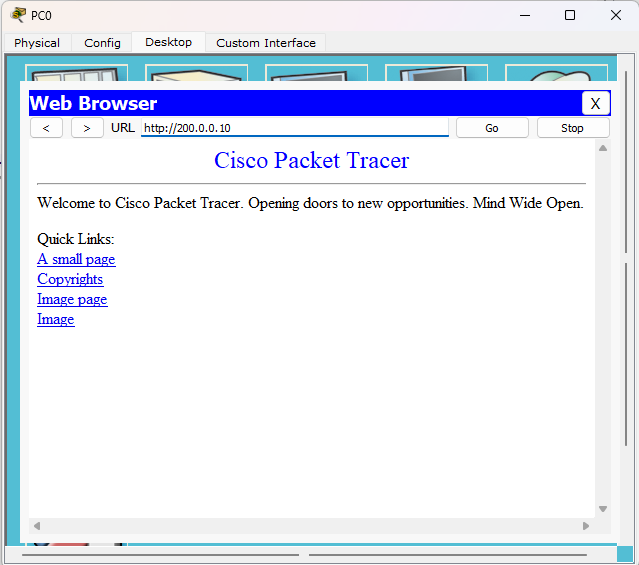 PC0
Physical Config Desktop Custom Interface
Web Browser X
< > URL http://200.0.0.10 Go Stop
Cisco Packet Tracer
Welcome to Cisco Packet Tracer. Opening doors to new opportunities. Mind Wide Open.
Quick Links:
A small page
Copyrights
Image page
Image